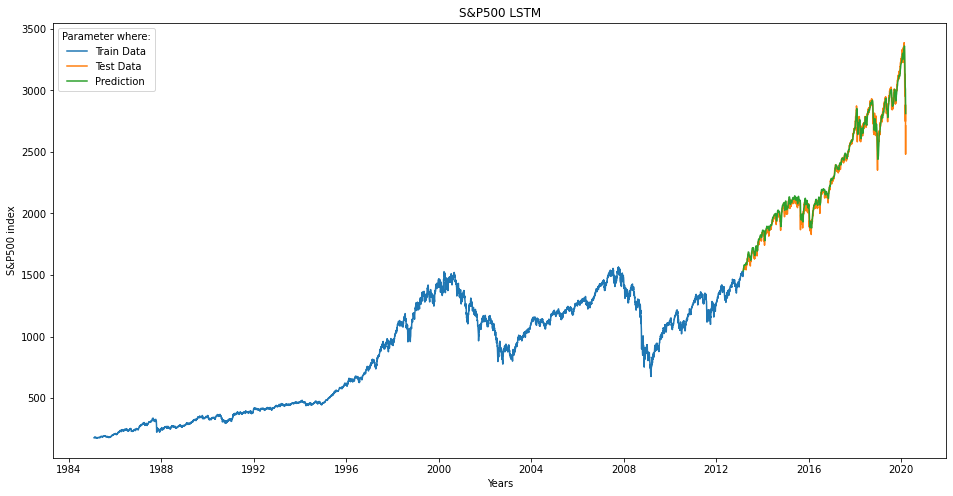 S&P500 LSTM
Parameter where:
Train Data
Test Data
Prediction
S&P500 index
3500
3000
2500
2000
1500
1000
500
1984 1988 1992 1996 2000 2004 2008 2012 2016 2020
Years